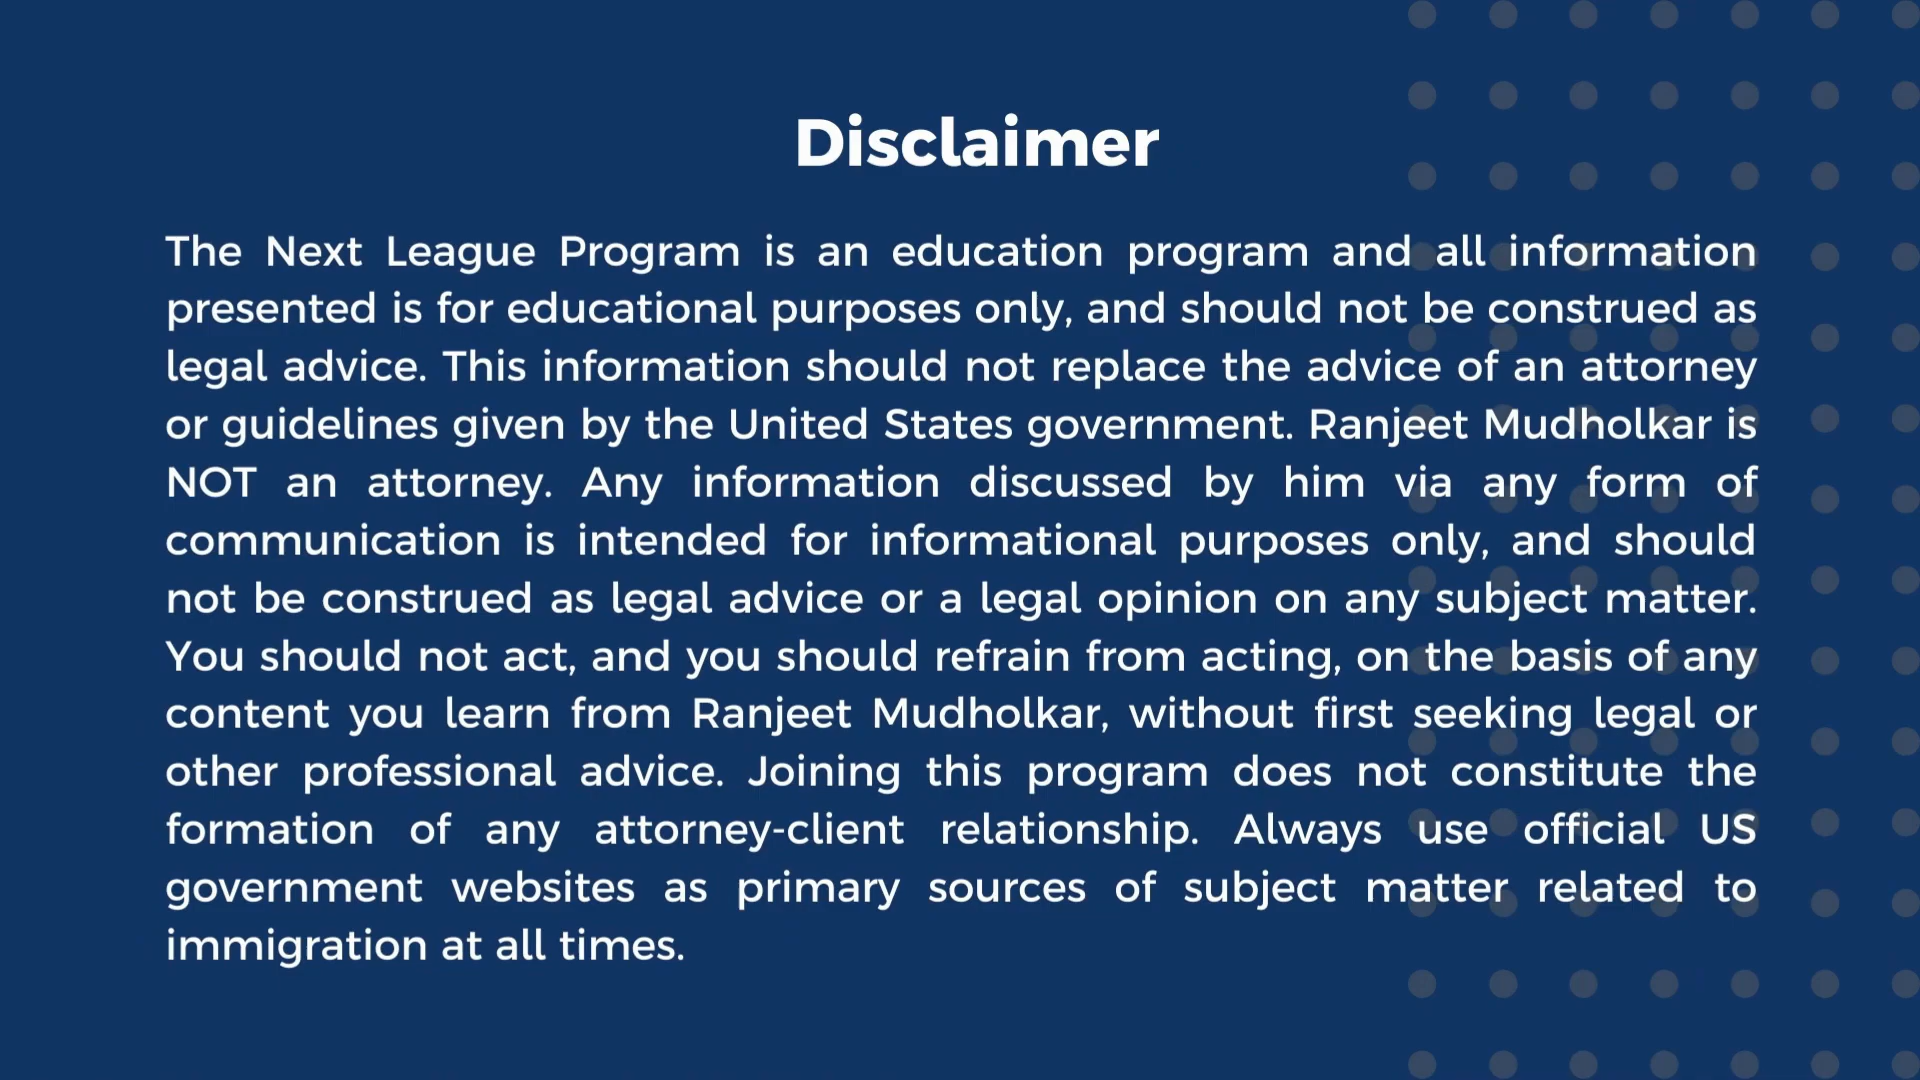 Disclaimer
The Next League Program is an education program and all information
presented is for educational purposes only, and should not be construed as
legal advice. This information should not replace the advice of an attorney
or guidelines given by the United States government. Ranjeet Mudholkar is
NOT an attorney. Any information discussed by him via any form of
communication is intended for informational purposes only, and should
not be construed as legal advice or a legal opinion on any subject matter.
You should not act, and you should refrain from acting, on the basis of any
content you learn from Ranjeet Mudholkar, without first seeking legal or
other professional advice. Joining this program does not constitute the
formation of any attorney-client relationship. Always use official US
government websites as primary sources of subject matter related to
immigration at all times.